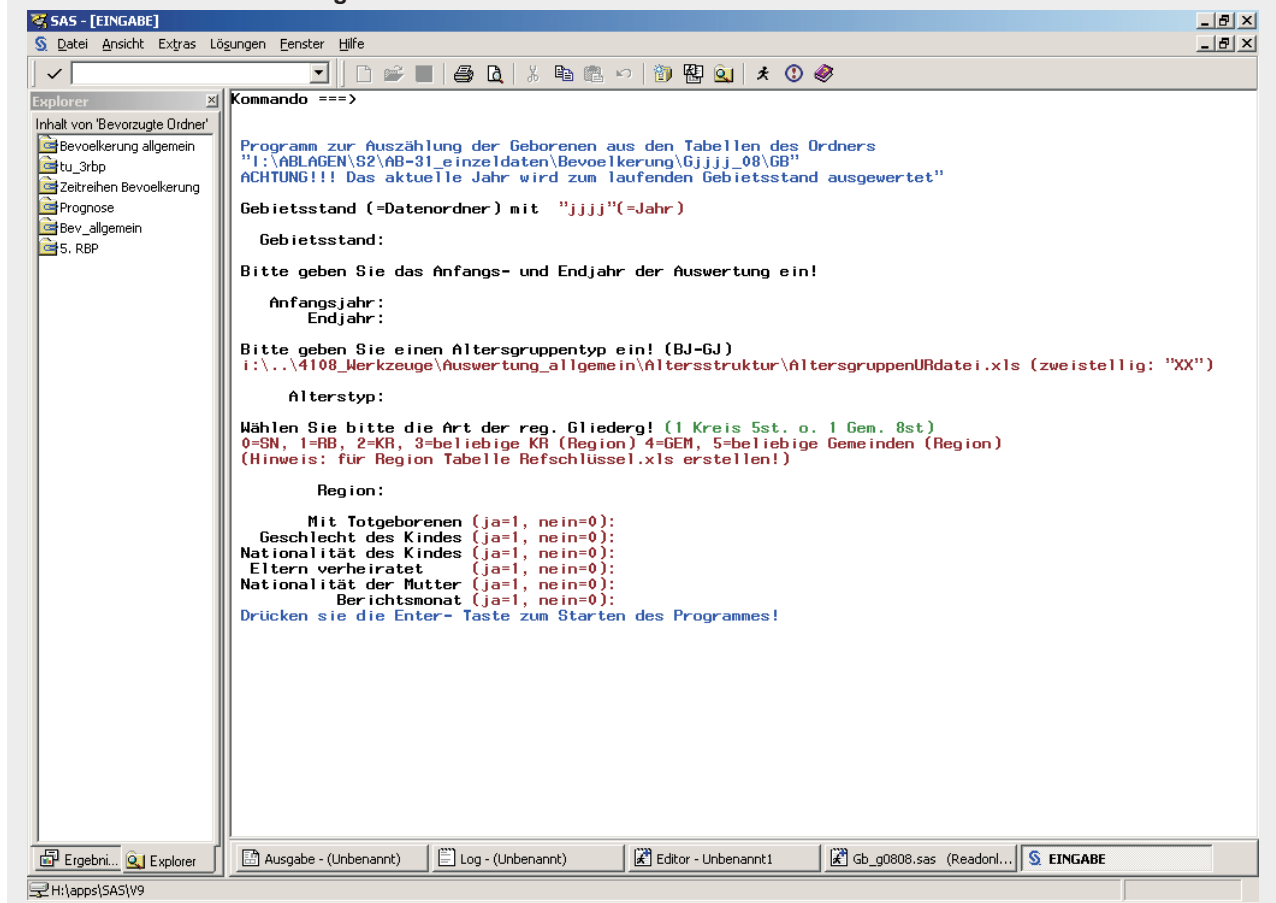 SAS - [EINGABE]
Datei Ansicht Extras Lösungen Fenster Hilfe
Explorer
Inhalt von 'Bevorzugte Ordner'
Bevoelkerung allgemein
tu_3rbp
Zeitreihen Bevoelkerung
Prognose
Bev_allgemein
5. RBP
Kommando ===>
Programm zur Auszählung der Geborenen aus den Tabellen des Ordners
"I:\ABLAGEN\S2\AB-31_einzeldaten\Bevoelkerung\Gjjjj_08\GB"
ACHTUNG!!! Das aktuelle Jahr wird zum laufenden Gebietsstand ausgewertet"
Gebietsstand (=Datenordner) mit "jjjj"(=Jahr)
Gebietsstand:
Bitte geben Sie das Anfangs- und Endjahr der Auswertung ein!
Anfangsjahr:
Endjahr:
Bitte geben Sie einen Altersgruppentyp ein! (BJ-GJ)
i:\..\4108_Werkzeuge\Auswertung_allgemein\Altersstruktur\AltersgruppenURdatei.xls (zweistellig: "XX")
Alterstyp:
Wählen Sie bitte die Art der reg. Gliederg! (1 Kreis 5st. o. 1 Gem. 8st)
0=SN, 1=RB, 2=KR, 3=beliebige KR (Region) 4=GEM, 5=beliebige Gemeinden (Region)
(Hinweis: für Region Tabelle Refschlüssel.xls erstellen!)
Region:
Mit Totgeborenen (ja=1, nein=0):
Geschlecht des Kindes (ja=1, nein=0):
Nationalität des Kindes (ja=1, nein=0):
Eltern verheiratet (ja=1, nein=0):
Nationalität der Mutter (ja=1, nein=0):
Berichtsmonat (ja=1, nein=0):
Drücken sie die Enter- Taste zum Starten des Programmes!
Ergebni... Explorer
Ausgabe - (Unbenannt) Log - (Unbenannt) Editor - Unbenannt1 Gb_g0808.sas (Readonl... EINGABE
H:\apps\SAS\V9